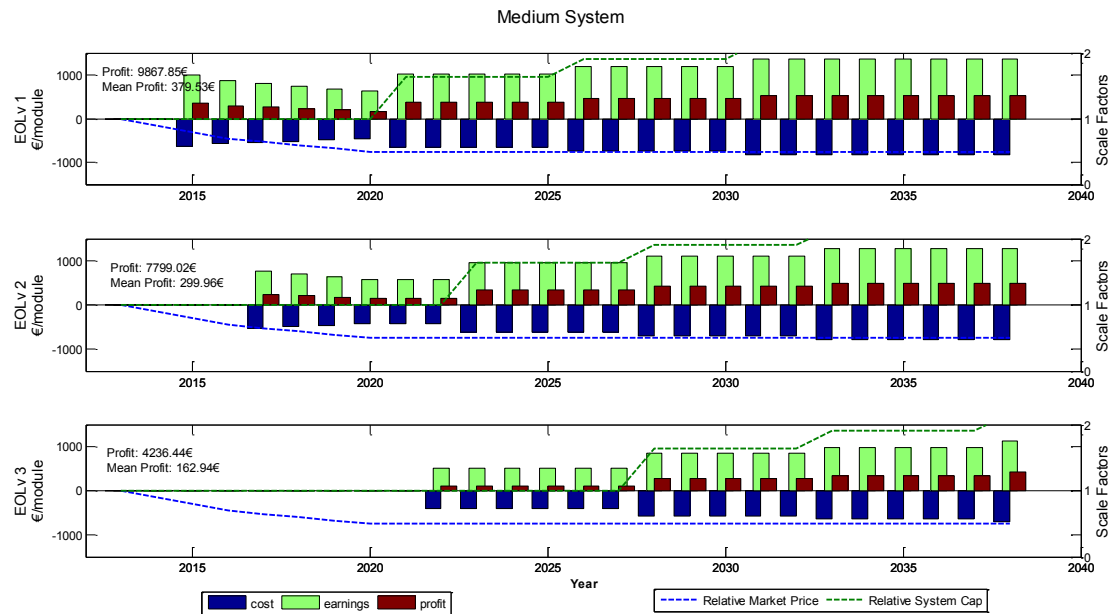 Medium System
Profit: 9867.85€
Mean Profit: 379.53€
EOLv 1
€/module
1000
0
-1000
2
1
0
Scale Factors
2015 2020 2025 2030 2035 2040
Profit: 7799.02€
Mean Profit: 299.96€
EOLv 2
€/module
1000
0
-1000
2
1
0
Scale Factors
2015 2020 2025 2030 2035 2040
Profit: 4236.44€
Mean Profit: 162.94€
EOLv 3
€/module
1000
0
-1000
2
1
0
Scale Factors
2015 2020 2025 2030 2035 2040
Year
cost earnings profit
Relative Market Price Relative System Cap